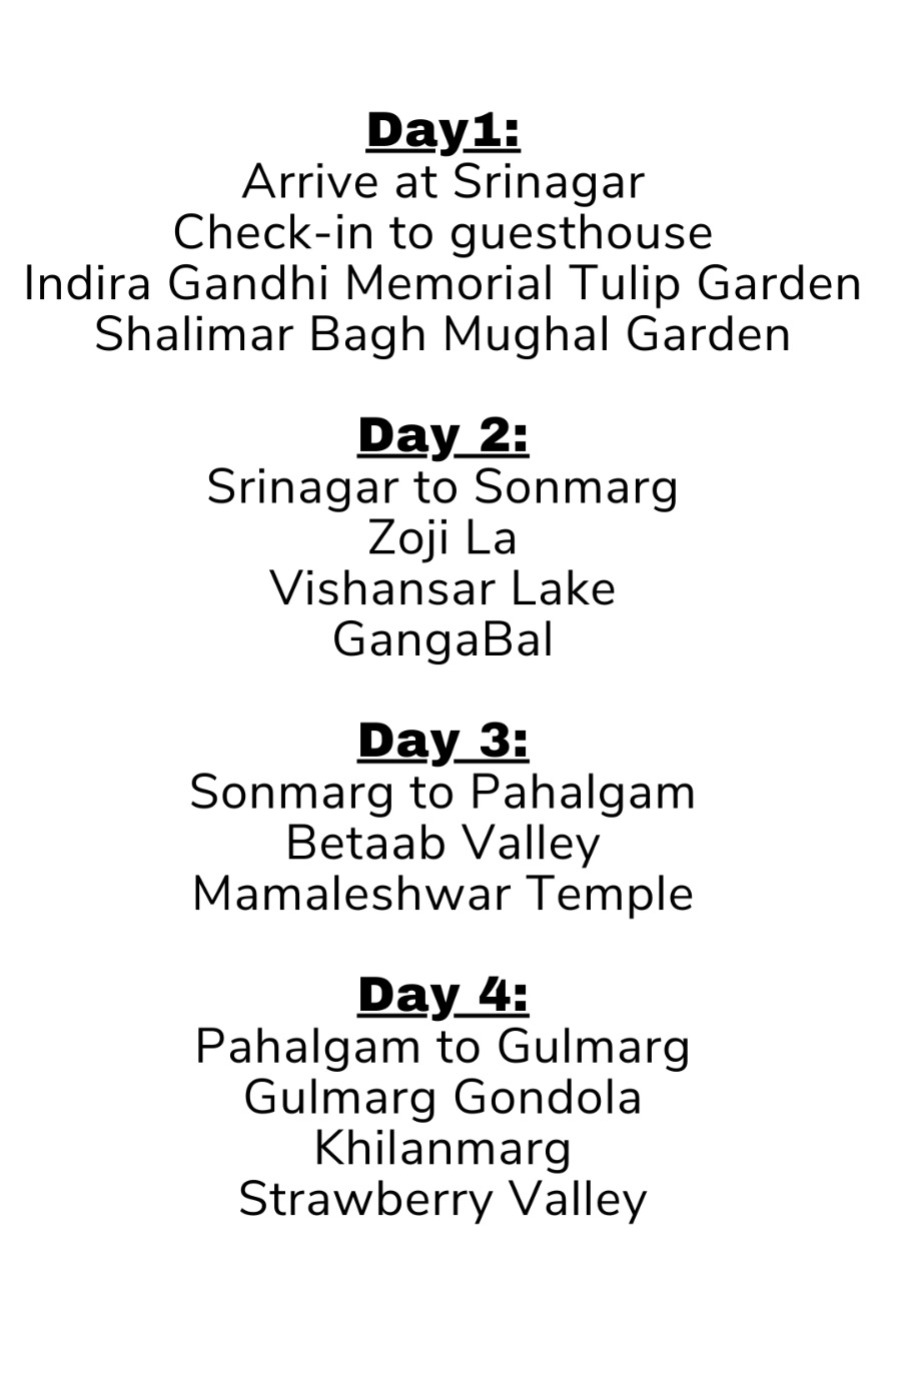 Day1:
Arrive at Srinagar
Check-in to guesthouse
Indira Gandhi Memorial Tulip Garden
Shalimar Bagh Mughal Garden
Day 2:
Srinagar to Sonmarg
Zoji La
Vishansar Lake
GangaBal
Day 3:
Sonmarg to Pahalgam
Betaab Valley
Mamaleshwar Temple
Day 4:
Pahalgam to Gulmarg
Gulmarg Gondola
Khilanmarg
Strawberry Valley